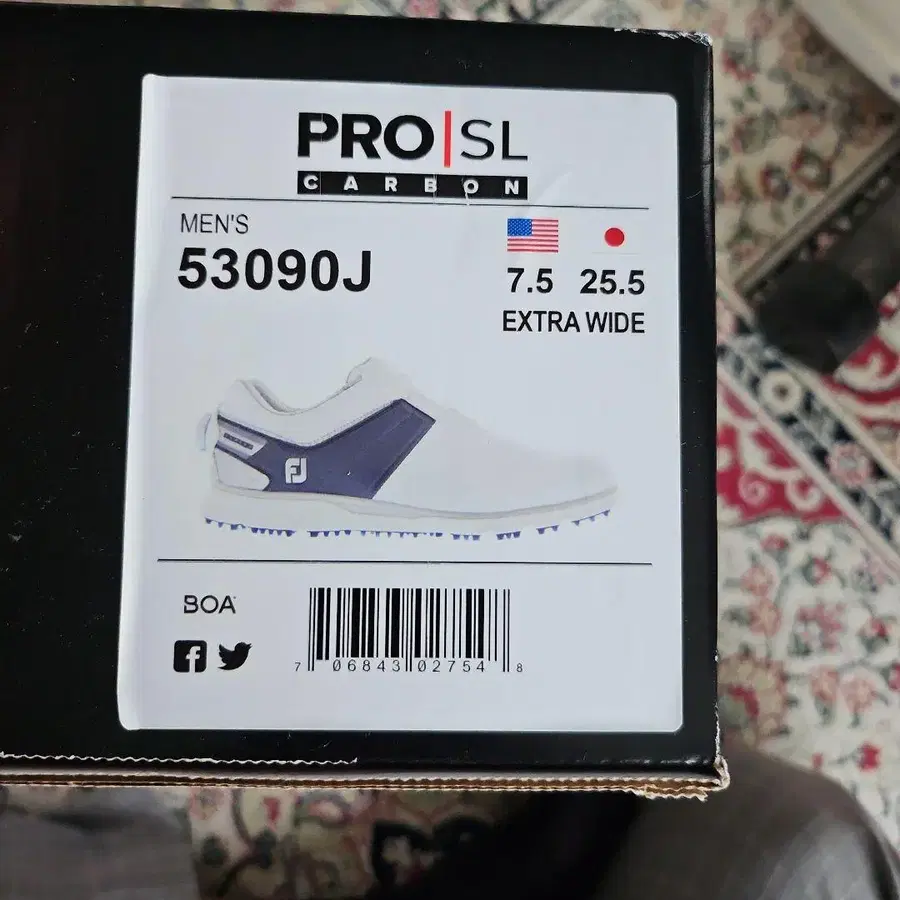 PRO|SL
CARBON
MEN'S
53090J
7.5 25.5
EXTRA WIDE
FJ
BOA
7 06843 02754 8